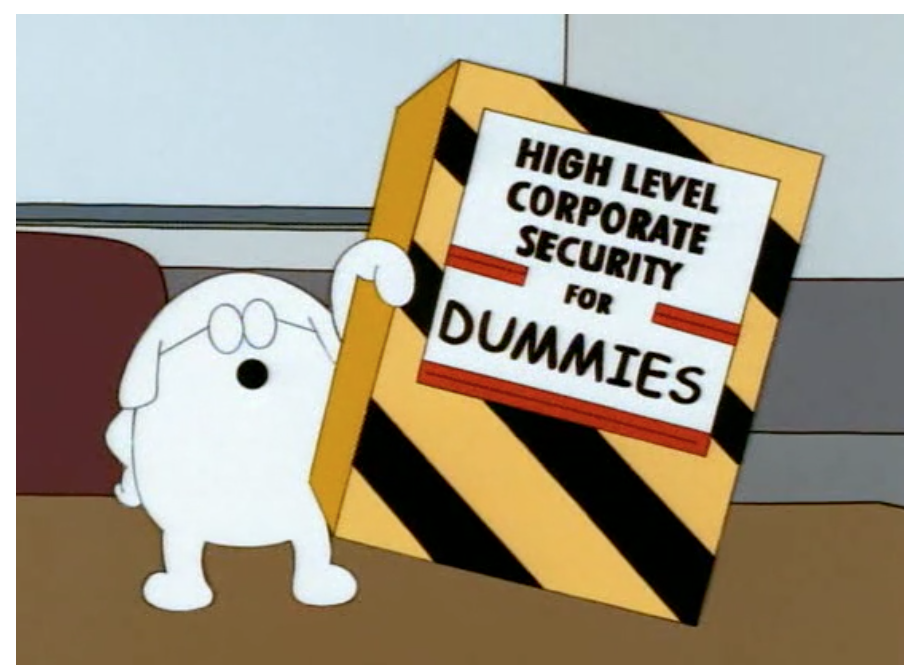 HIGH LEVEL
CORPORATE
SECURITY
FOR
DUMMIES